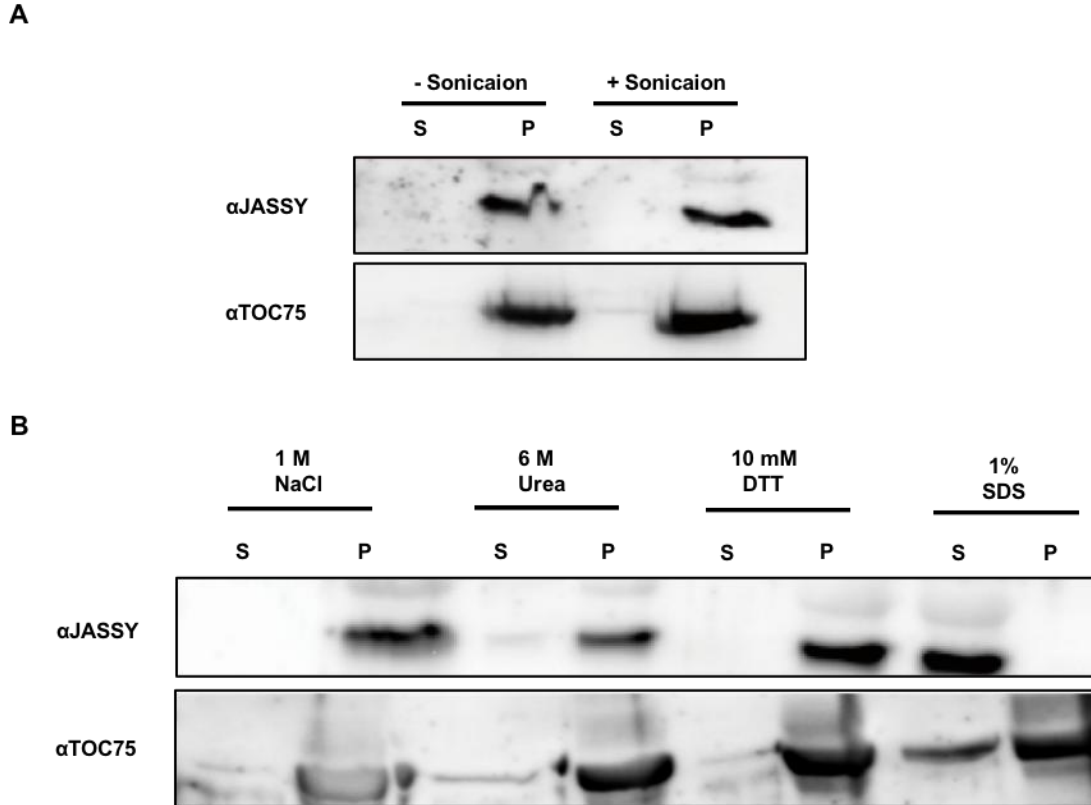 A
- Sonicaion + Sonicaion
S P S P
αJASSY
αTOC75
B
1 M 6 M 10 mM 1%
NaCl Urea DTT SDS
S P S P S P S P
αJASSY
αTOC75